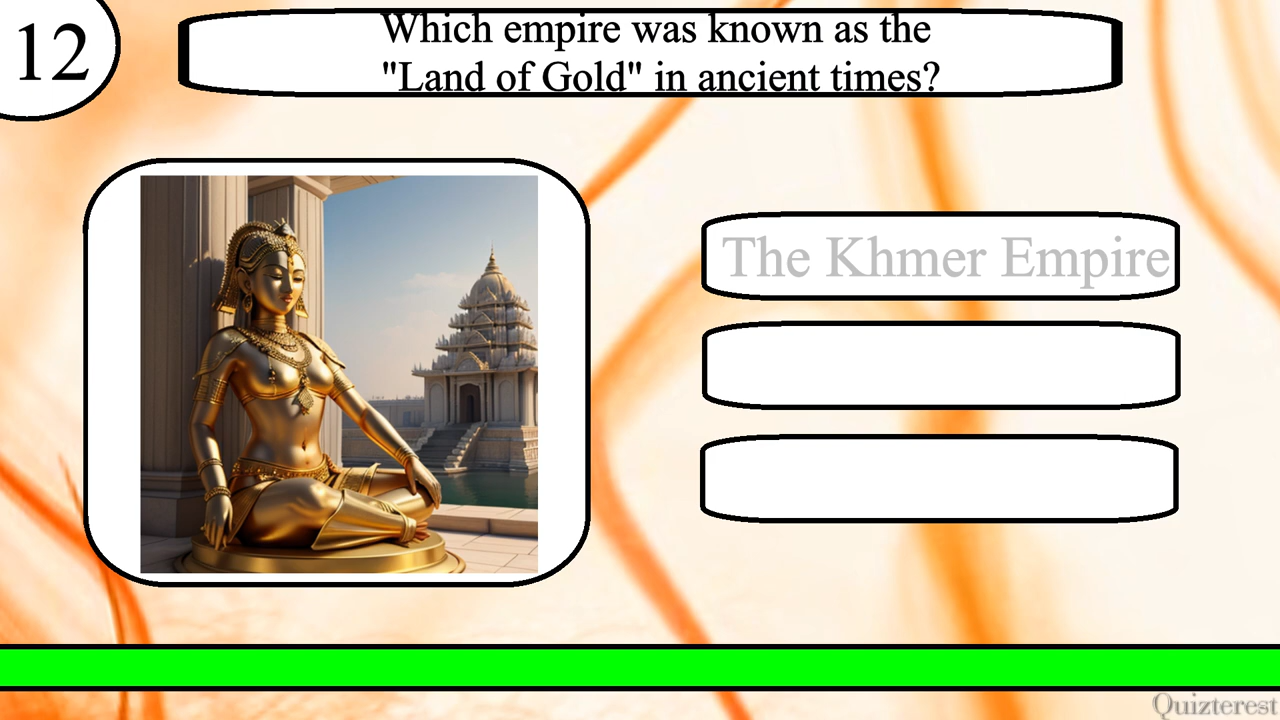 12
Which empire was known as the
"Land of Gold" in ancient times?
The Khmer Empire
Quizterest